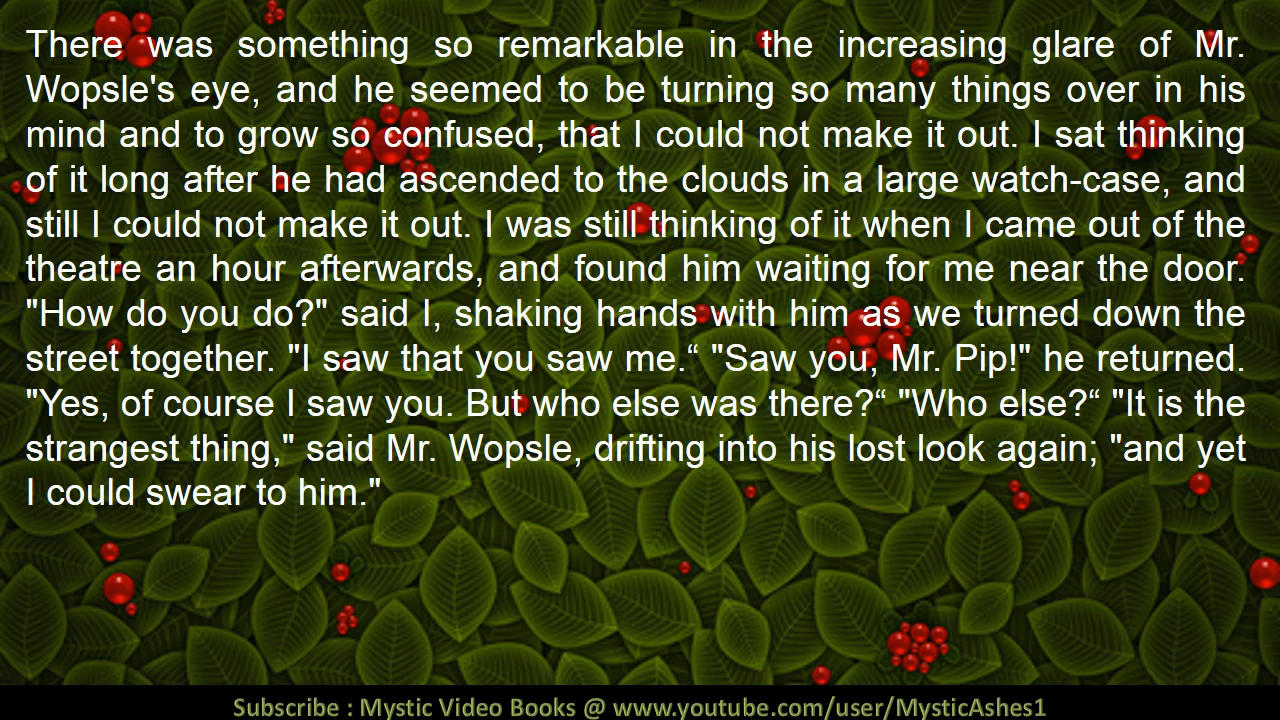 There was something so remarkable in the increasing glare of Mr.
Wopsle's eye, and he seemed to be turning so many things over in his
mind and to grow so confused, that I could not make it out. I sat thinking
of it long after he had ascended to the clouds in a large watch-case, and
still I could not make it out. I was still thinking of it when I came out of the
theatre an hour afterwards, and found him waiting for me near the door.
"How do you do?" said I, shaking hands with him as we turned down the
street together. "I saw that you saw me.“ "Saw you, Mr. Pip!" he returned.
"Yes, of course I saw you. But who else was there?“ "Who else?“ "It is the
strangest thing," said Mr. Wopsle, drifting into his lost look again; "and yet
I could swear to him."
Subscribe : Mystic Video Books @ www.youtube.com/user/MysticAshes1